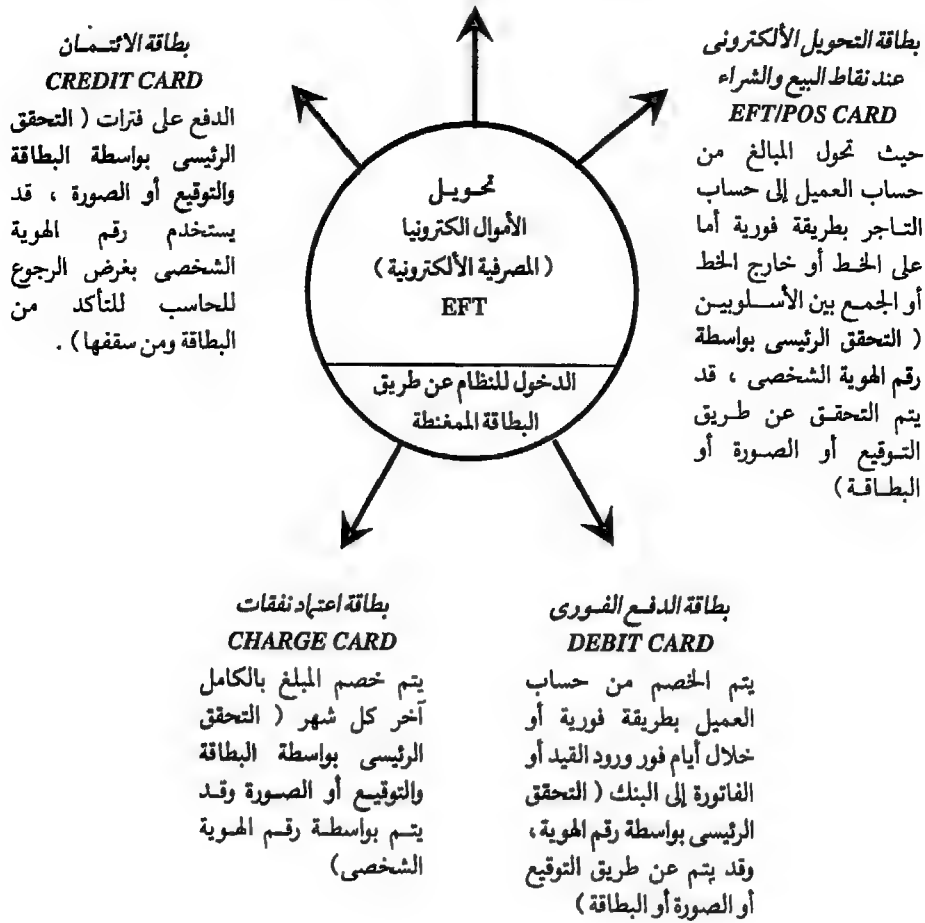 بطاقة التحويل الألكترونى
عند نقاط البيع والشراء
EFT/POS CARD
حيث تحول المبالغ من
حساب العميل إلى حساب
التاجر بطريقة فورية أما
على الخط أو خارج الخط
أو الجمع بين الأسلوبين
( التحقق الرئيسى بواسطة
رقم الهوية الشخصى ، قد
يتم التحقق عن طريق
التوقيع أو الصورة أو
البطاقة )
تحويل
الأموال الكترونيا
( المصرفية الألكترونية )
EFT
الدخول للنظام عن طريق
البطاقة الممغنطة
بطاقة الائتمان
CREDIT CARD
الدفع على فترات ( التحقق
الرئيسى بواسطة البطاقة
والتوقيع أو الصورة ، قد
يستخدم رقم الهوية
الشخصى بغرض الرجوع
للحاسب للتأكد من
البطاقة ومن سقفها ) .
بطاقة الدفع الفورى
DEBIT CARD
يتم الخصم من حساب
العميل بطريقة فورية أو
خلال أيام فور ورود القيد أو
الفاتورة إلى البنك ( التحقق
الرئيسى بواسطة رقم الهوية ،
وقد يتم عن طريق التوقيع
أو الصورة أو البطاقة )
بطاقة اعتماد نفقات
CHARGE CARD
يتم خصم المبلغ بالكامل
آخر كل شهر ( التحقق
الرئيسى بواسطة البطاقة
والتوقيع أو الصورة وقد
يتم بواسطة رقم الهوية
الشخصى )